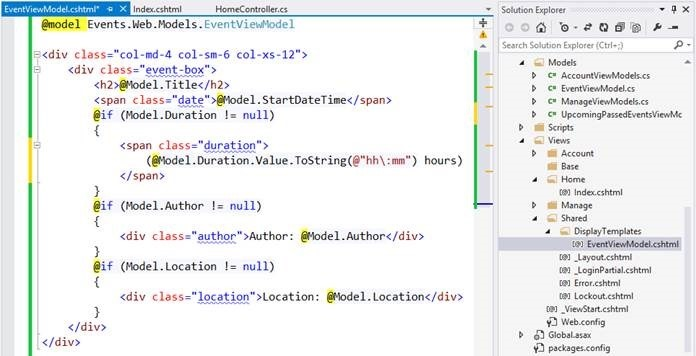 EventViewModel.cshtml* Index.cshtml HomeController.cs
@model Events.Web.Models.EventViewModel
<div class="col-md-4 col-sm-6 col-xs-12">
<div class="event-box">
<h2>@Model.Title</h2>
<span class="date">@Model.StartDateTime</span>
@if (Model.Duration != null)
{
<span class="duration">
(@Model.Duration.Value.ToString(@"hh\:mm") hours)
</span>
}
@if (Model.Author != null)
{
<div class="author">Author: @Model.Author</div>
}
@if (Model.Location != null)
{
<div class="location">Location: @Model.Location</div>
}
</div>
</div>
Solution Explorer
Search Solution Explorer (Ctrl+;)
Models
C# AccountViewModels.cs
C# EventViewModel.cs
C# ManageViewModels.cs
C# UpcomingPassedEventsViewMc
Scripts
Views
Account
Base
Home
Index.cshtml
Manage
Shared
DisplayTemplates
EventViewModel.cshtml
_Layout.cshtml
_LoginPartial.cshtml
Error.cshtml
Lockout.cshtml
_ViewStart.cshtml
Web.config
Global.asax
packages.config